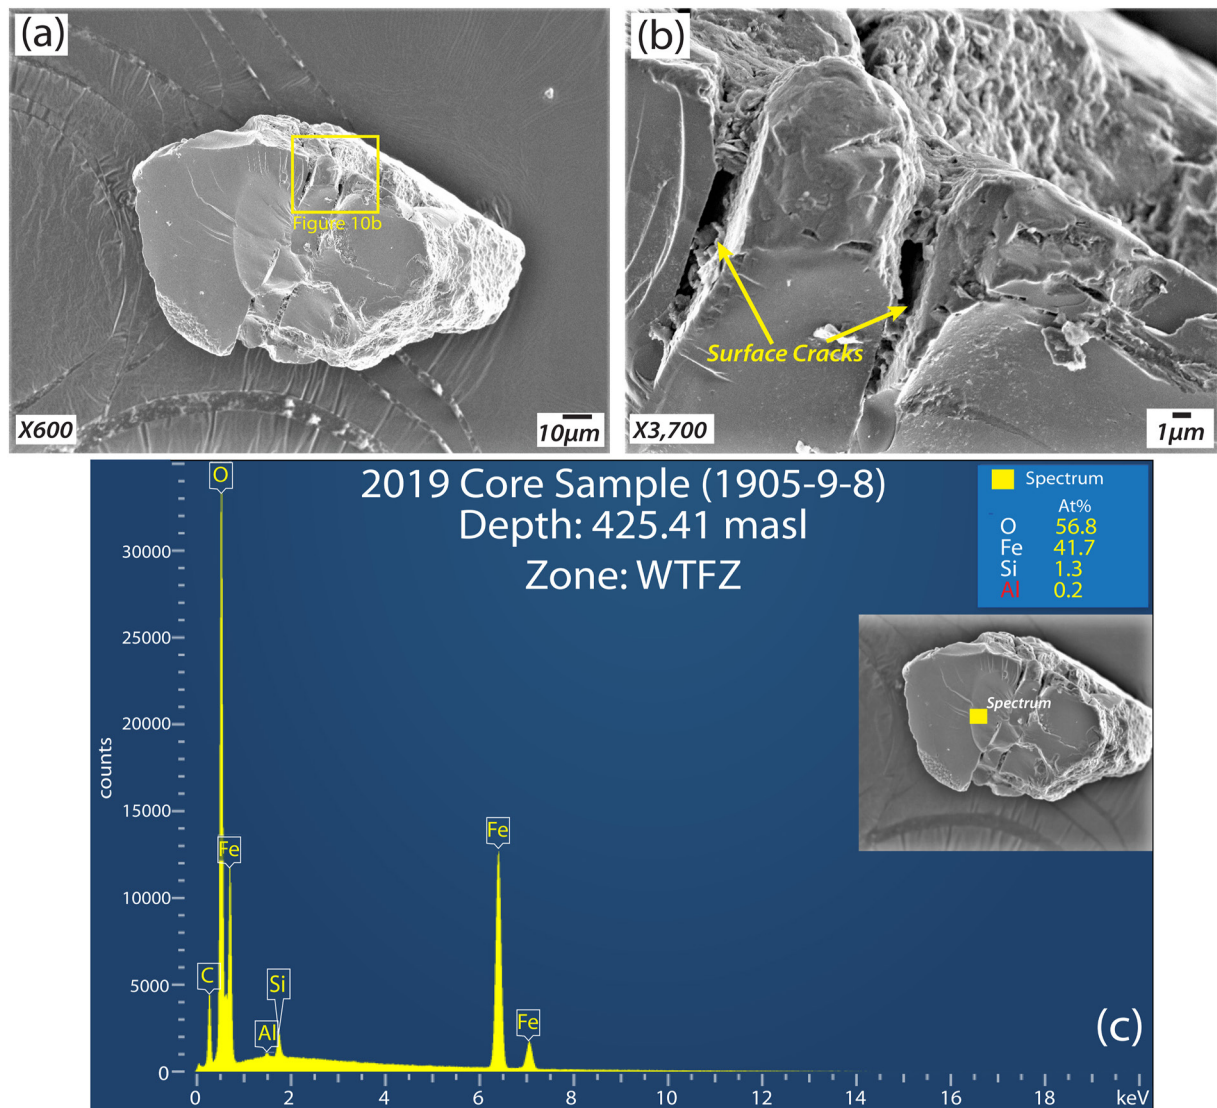 (a)
Figure 10b
X600
10μm
(b)
Surface Cracks
X3,700
1μm
2019 Core Sample (1905-9-8)
Depth: 425.41 masl
Zone: WTFZ
Spectrum
At%
O 56.8
Fe 41.7
Si 1.3
Al 0.2
Spectrum
counts
30000
25000
20000
15000
10000
5000
0
O
Fe
C
Al
Si
Fe
Fe
(c)
0 2 4 6 8 10 12 14 16 18 keV